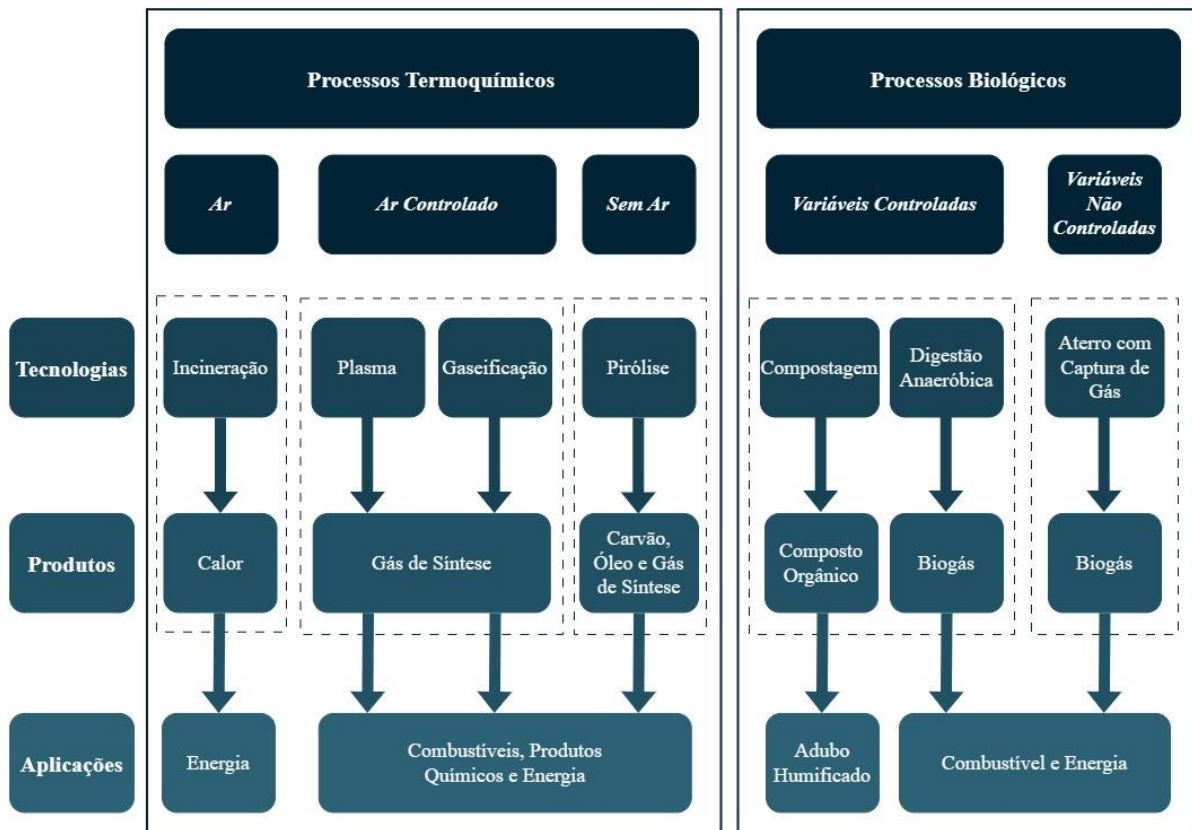 Processos Termoquímicos
Processos Biológicos
Ar
Ar Controlado
Sem Ar
Variáveis Controladas
Variáveis
Não
Controladas
Tecnologias
Incineração
Plasma
Gaseificação
Pirólise
Compostagem
Digestão
Anaeróbica
Aterro com
Captura de
Gás
Produtos
Calor
Gás de Síntese
Carvão,
Óleo e Gás
de Síntese
Composto
Orgânico
Biogás
Biogás
Aplicações
Energia
Combustíveis, Produtos
Químicos e Energia
Adubo
Humificado
Combustível e Energia